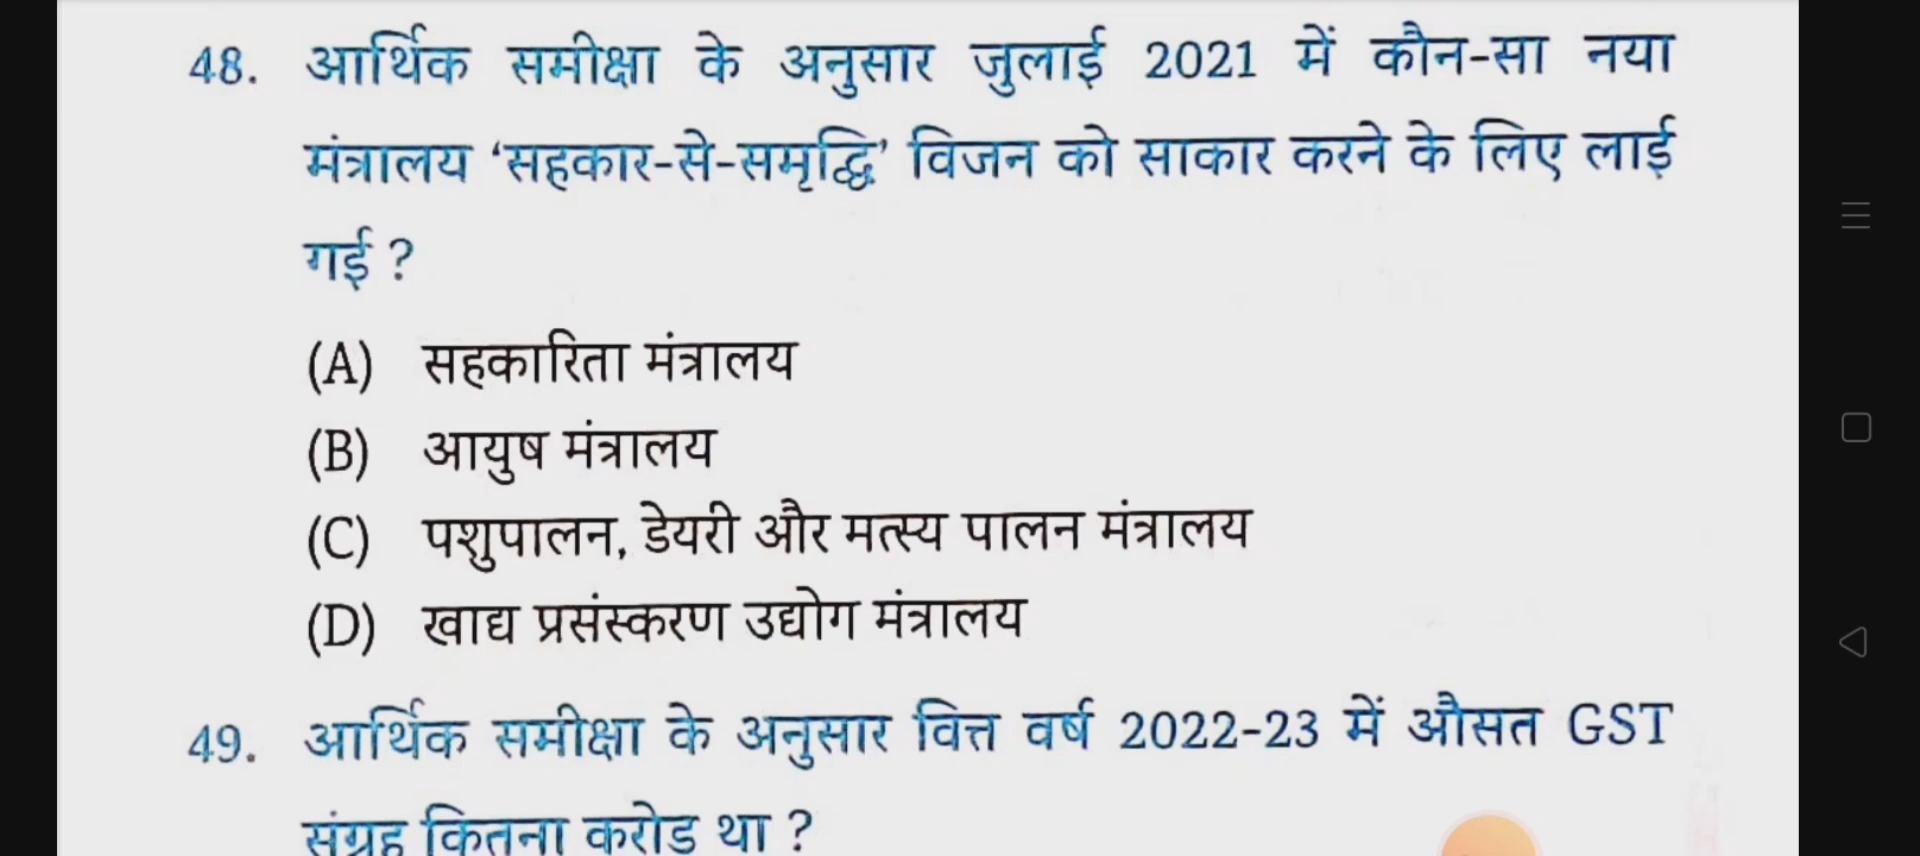 48. आर्थिक समीक्षा के अनुसार जुलाई 2021 में कौन-सा नया
मंत्रालय ‘सहकार-से-समृद्धि’ विजन को साकार करने के लिए लाई
गई ?
(A) सहकारिता मंत्रालय
(B) आयुष मंत्रालय
(C) पशुपालन, डेयरी और मत्स्य पालन मंत्रालय
(D) खाद्य प्रसंस्करण उद्योग मंत्रालय
49. आर्थिक समीक्षा के अनुसार वित्त वर्ष 2022-23 में औसत GST
संग्रह कितना करोड था ?